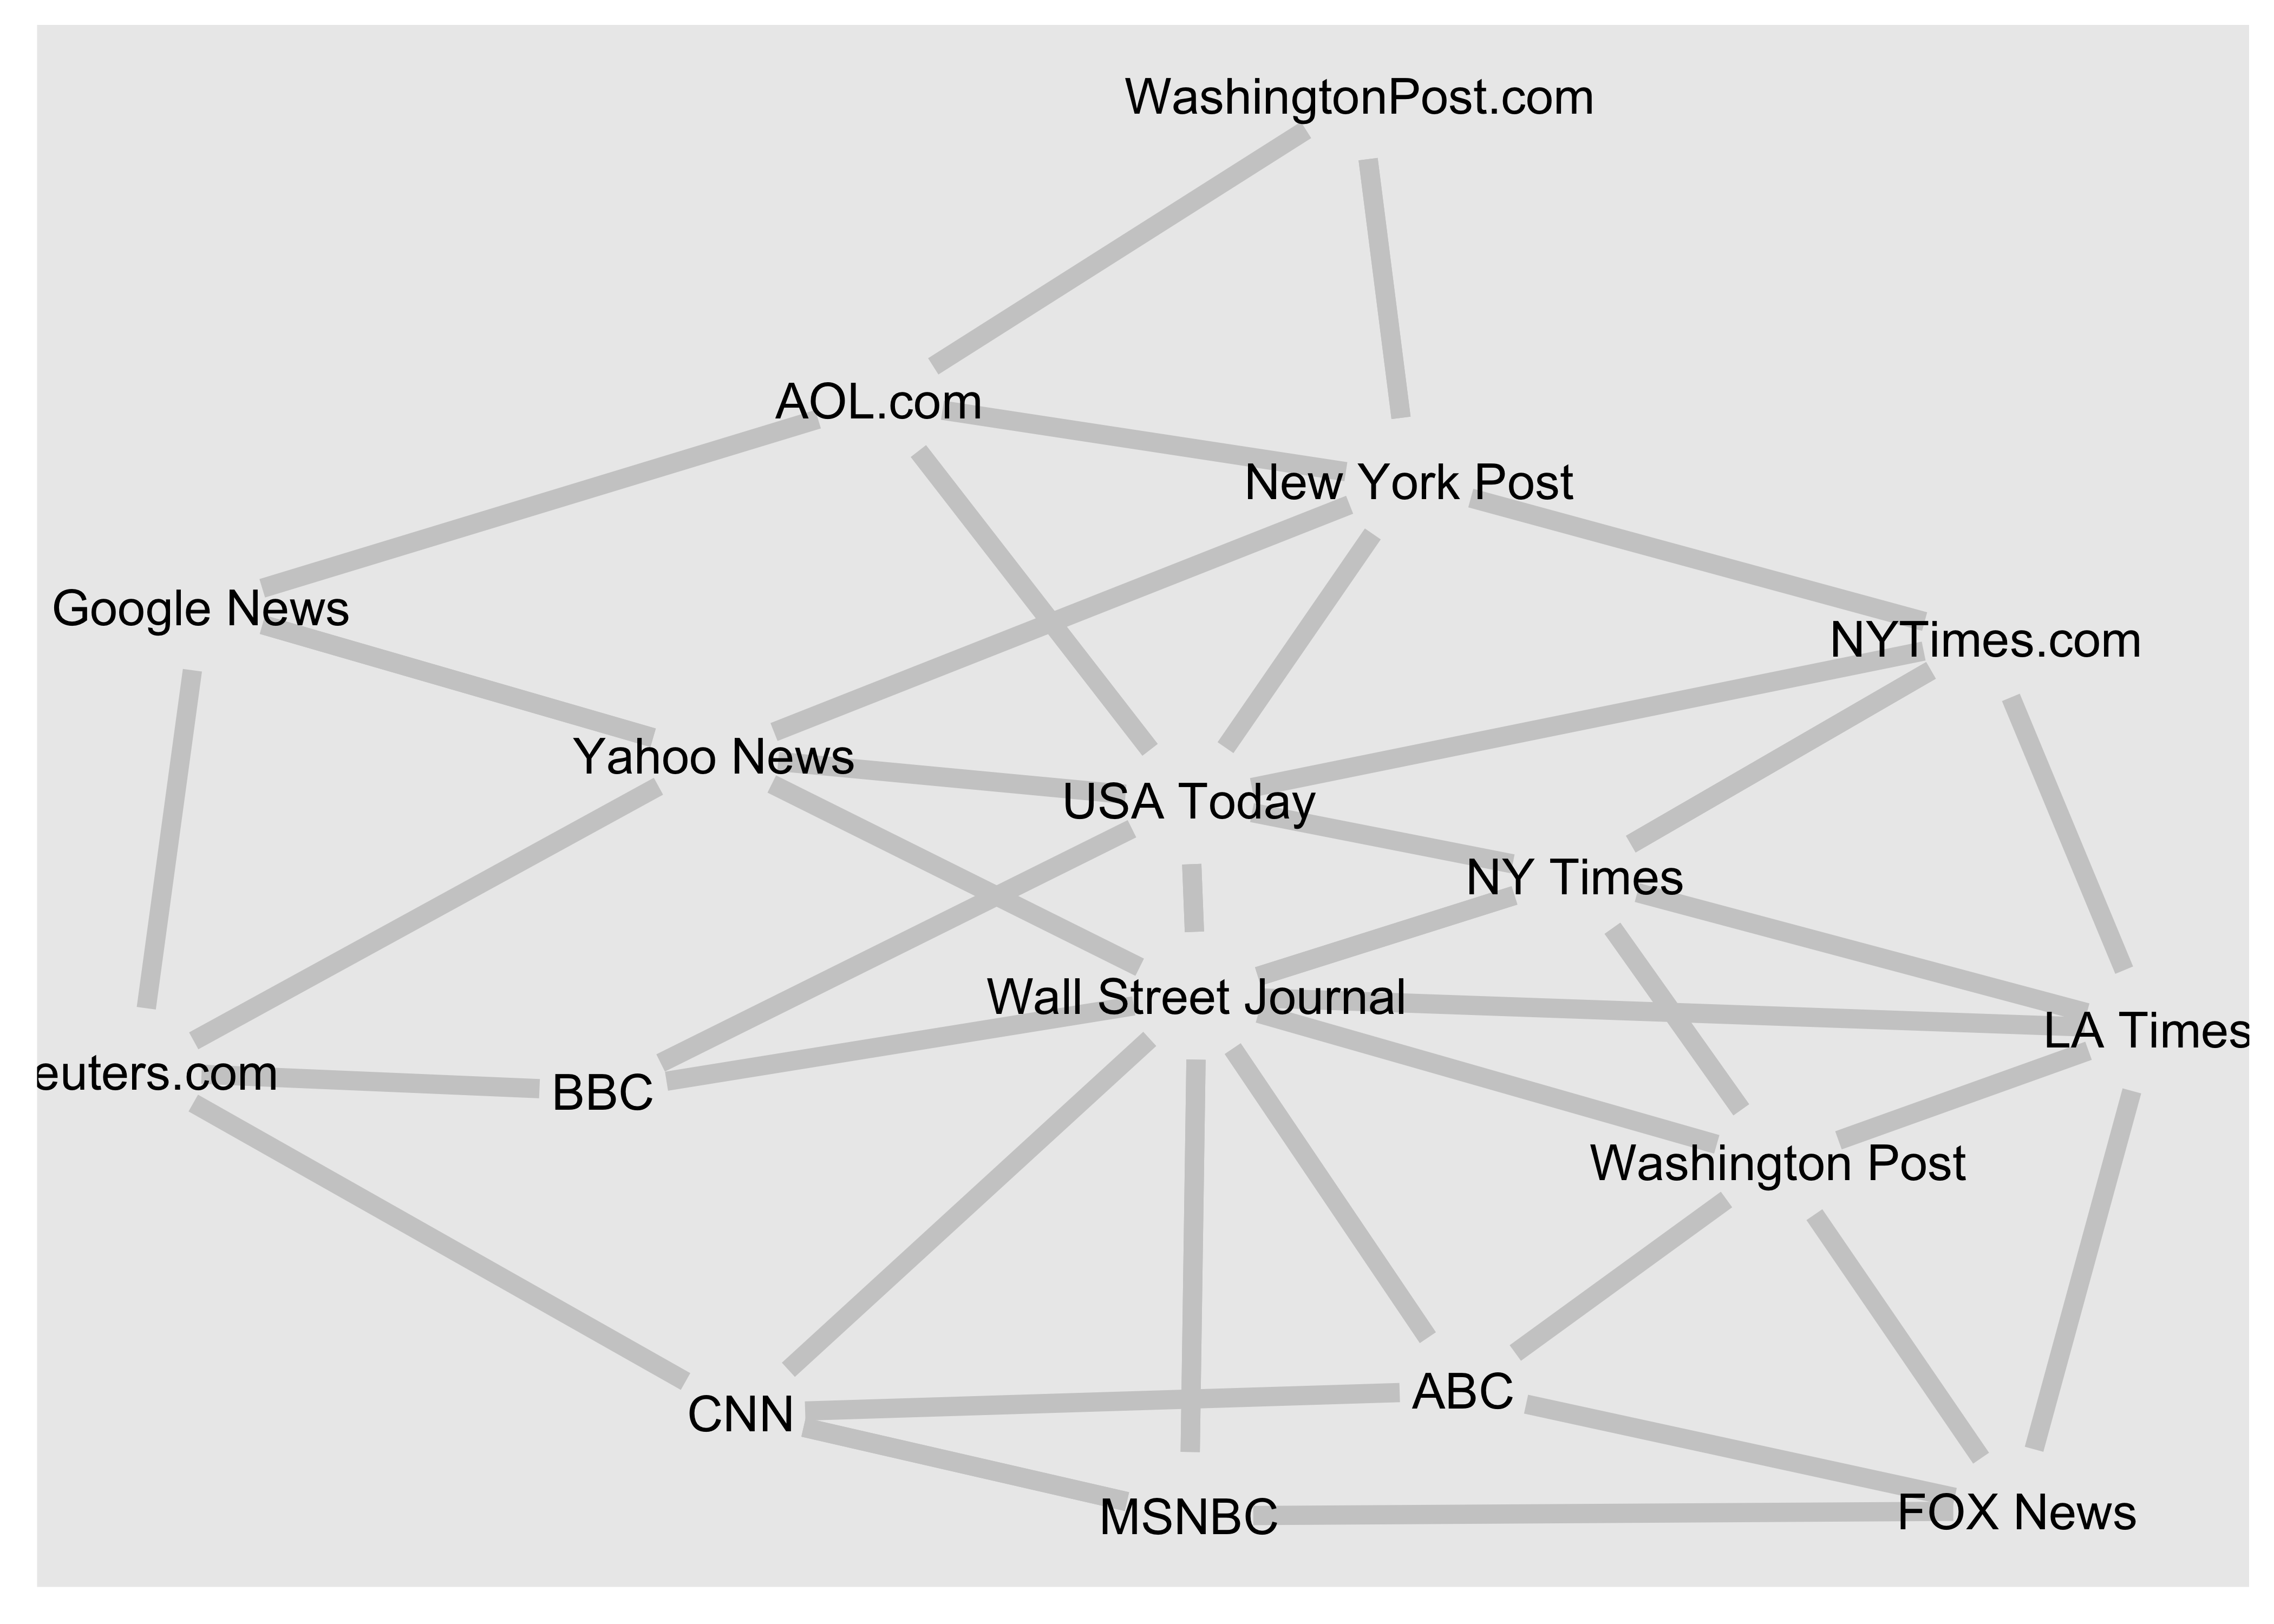 WashingtonPost.com
AOL.com
New York Post
Google News
NYTimes.com
Yahoo News
USA Today
NY Times
Wall Street Journal
LA Times
euters.com
BBC
Washington Post
ABC
CNN
FOX News
MSNBC